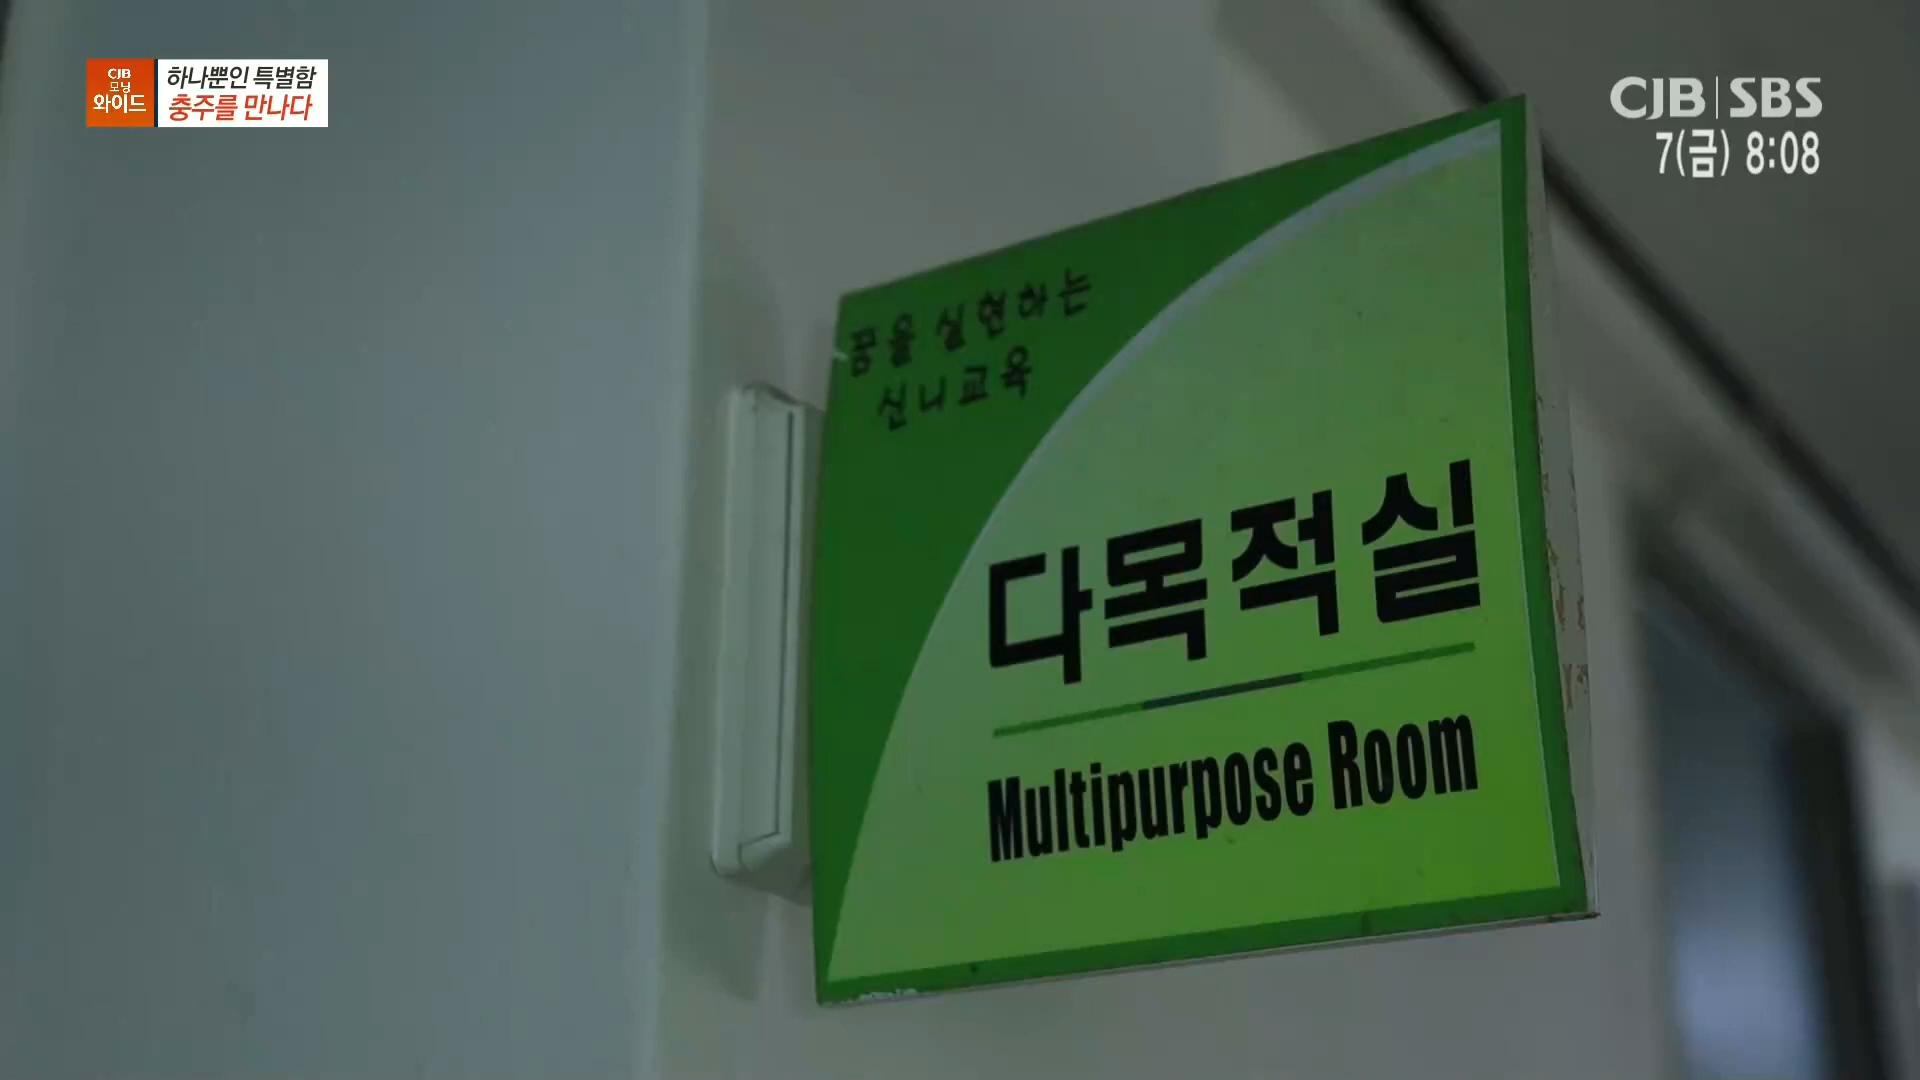 CJB
모닝
와이드
하나뿐인 특별함
충주를 만나다
CJB SBS
7(금) 8:08
꿈을 실현하는
신니교육
다목적실
Multipurpose Room